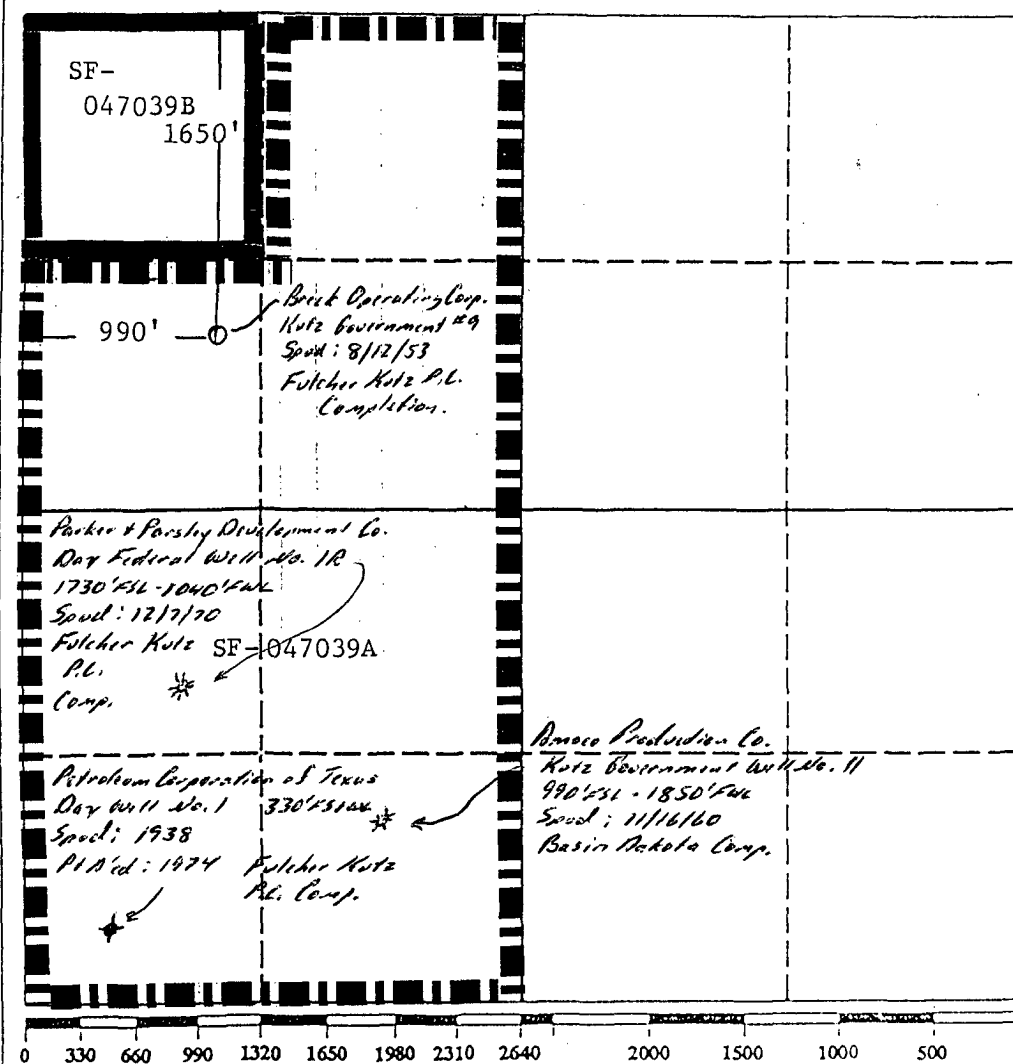 SF-
047039B
1650'
990'
Breck Operating Corp.
Kutz Government #9
Spud: 8/12/53
Fulcher Kutz P.C.
Completion.
Parker & Parsley Development Co.
Day Federal Well No. 1R
1730'FSL-1040'FWL
Spud: 12/7/70
Fulcher Kutz
P.C.
Comp.
SF-047039A
Amoco Production Co.
Kutz Government Well No. 11
990'FSL - 1850'FWL
Spud: 11/16/60
Basin Dakota Comp.
Petroleum Corporation of Texas
Day Well No. 1 330'FS&WL
Spud: 1938
P&A'ed: 1974 Fulcher Kutz
P.C. Comp.
0 330 660 990 1320 1650 1980 2310 2640 2000 1500 1000 500